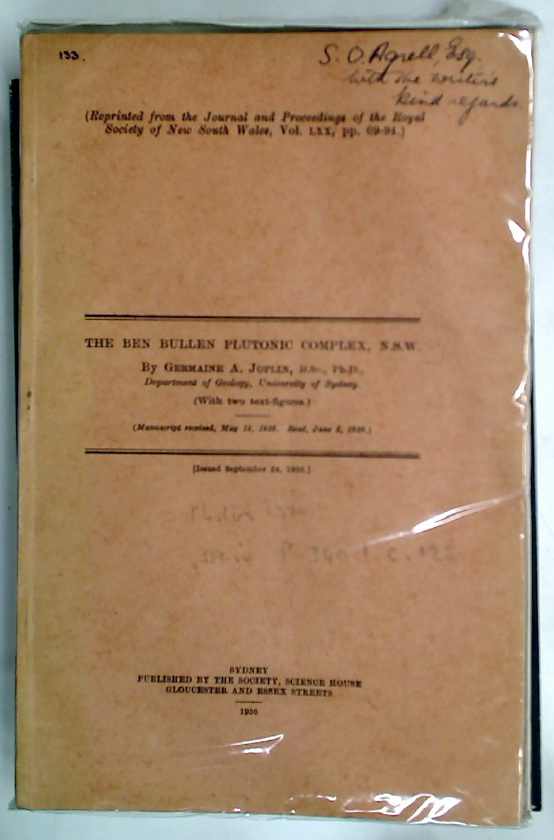 133.
S. O. Agrell, Esq.
with the writer's
kind regards.
(Reprinted from the Journal and Proceedings of the Royal
Society of New South Wales, Vol. LXX, pp. 69-94.)
THE BEN BULLEN PLUTONIC COMPLEX, N.S.W.
By GERMAINE A. JOPLIN, B.Sc., Ph.D.,
Department of Geology, University of Sydney.
(With two text-figures.)
(Manuscript received, May 1936. Read, June 1936.)
[Issued September 24, 1936.]
SYDNEY
PUBLISHED BY THE SOCIETY, SCIENCE HOUSE
GLOUCESTER AND ESSEX STREETS
1936